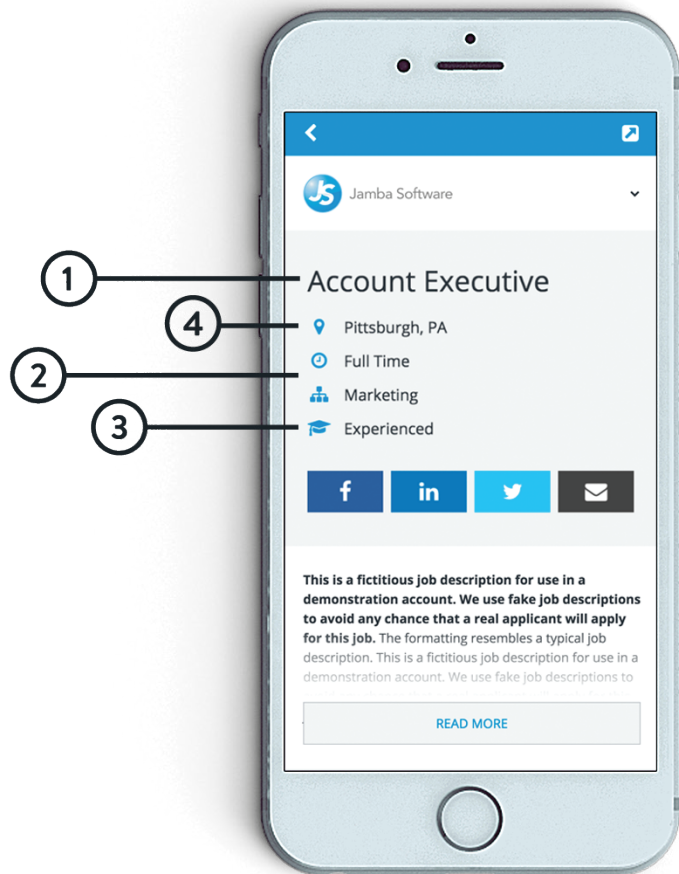 JS Jamba Software
1 Account Executive
4 Pittsburgh, PA
2 Full Time
Marketing
3 Experienced
f in
This is a fictitious job description for use in a
demonstration account. We use fake job descriptions
to avoid any chance that a real applicant will apply
for this job. The formatting resembles a typical job
description. This is a fictitious job description for use in a
demonstration account. We use fake job descriptions to
READ MORE